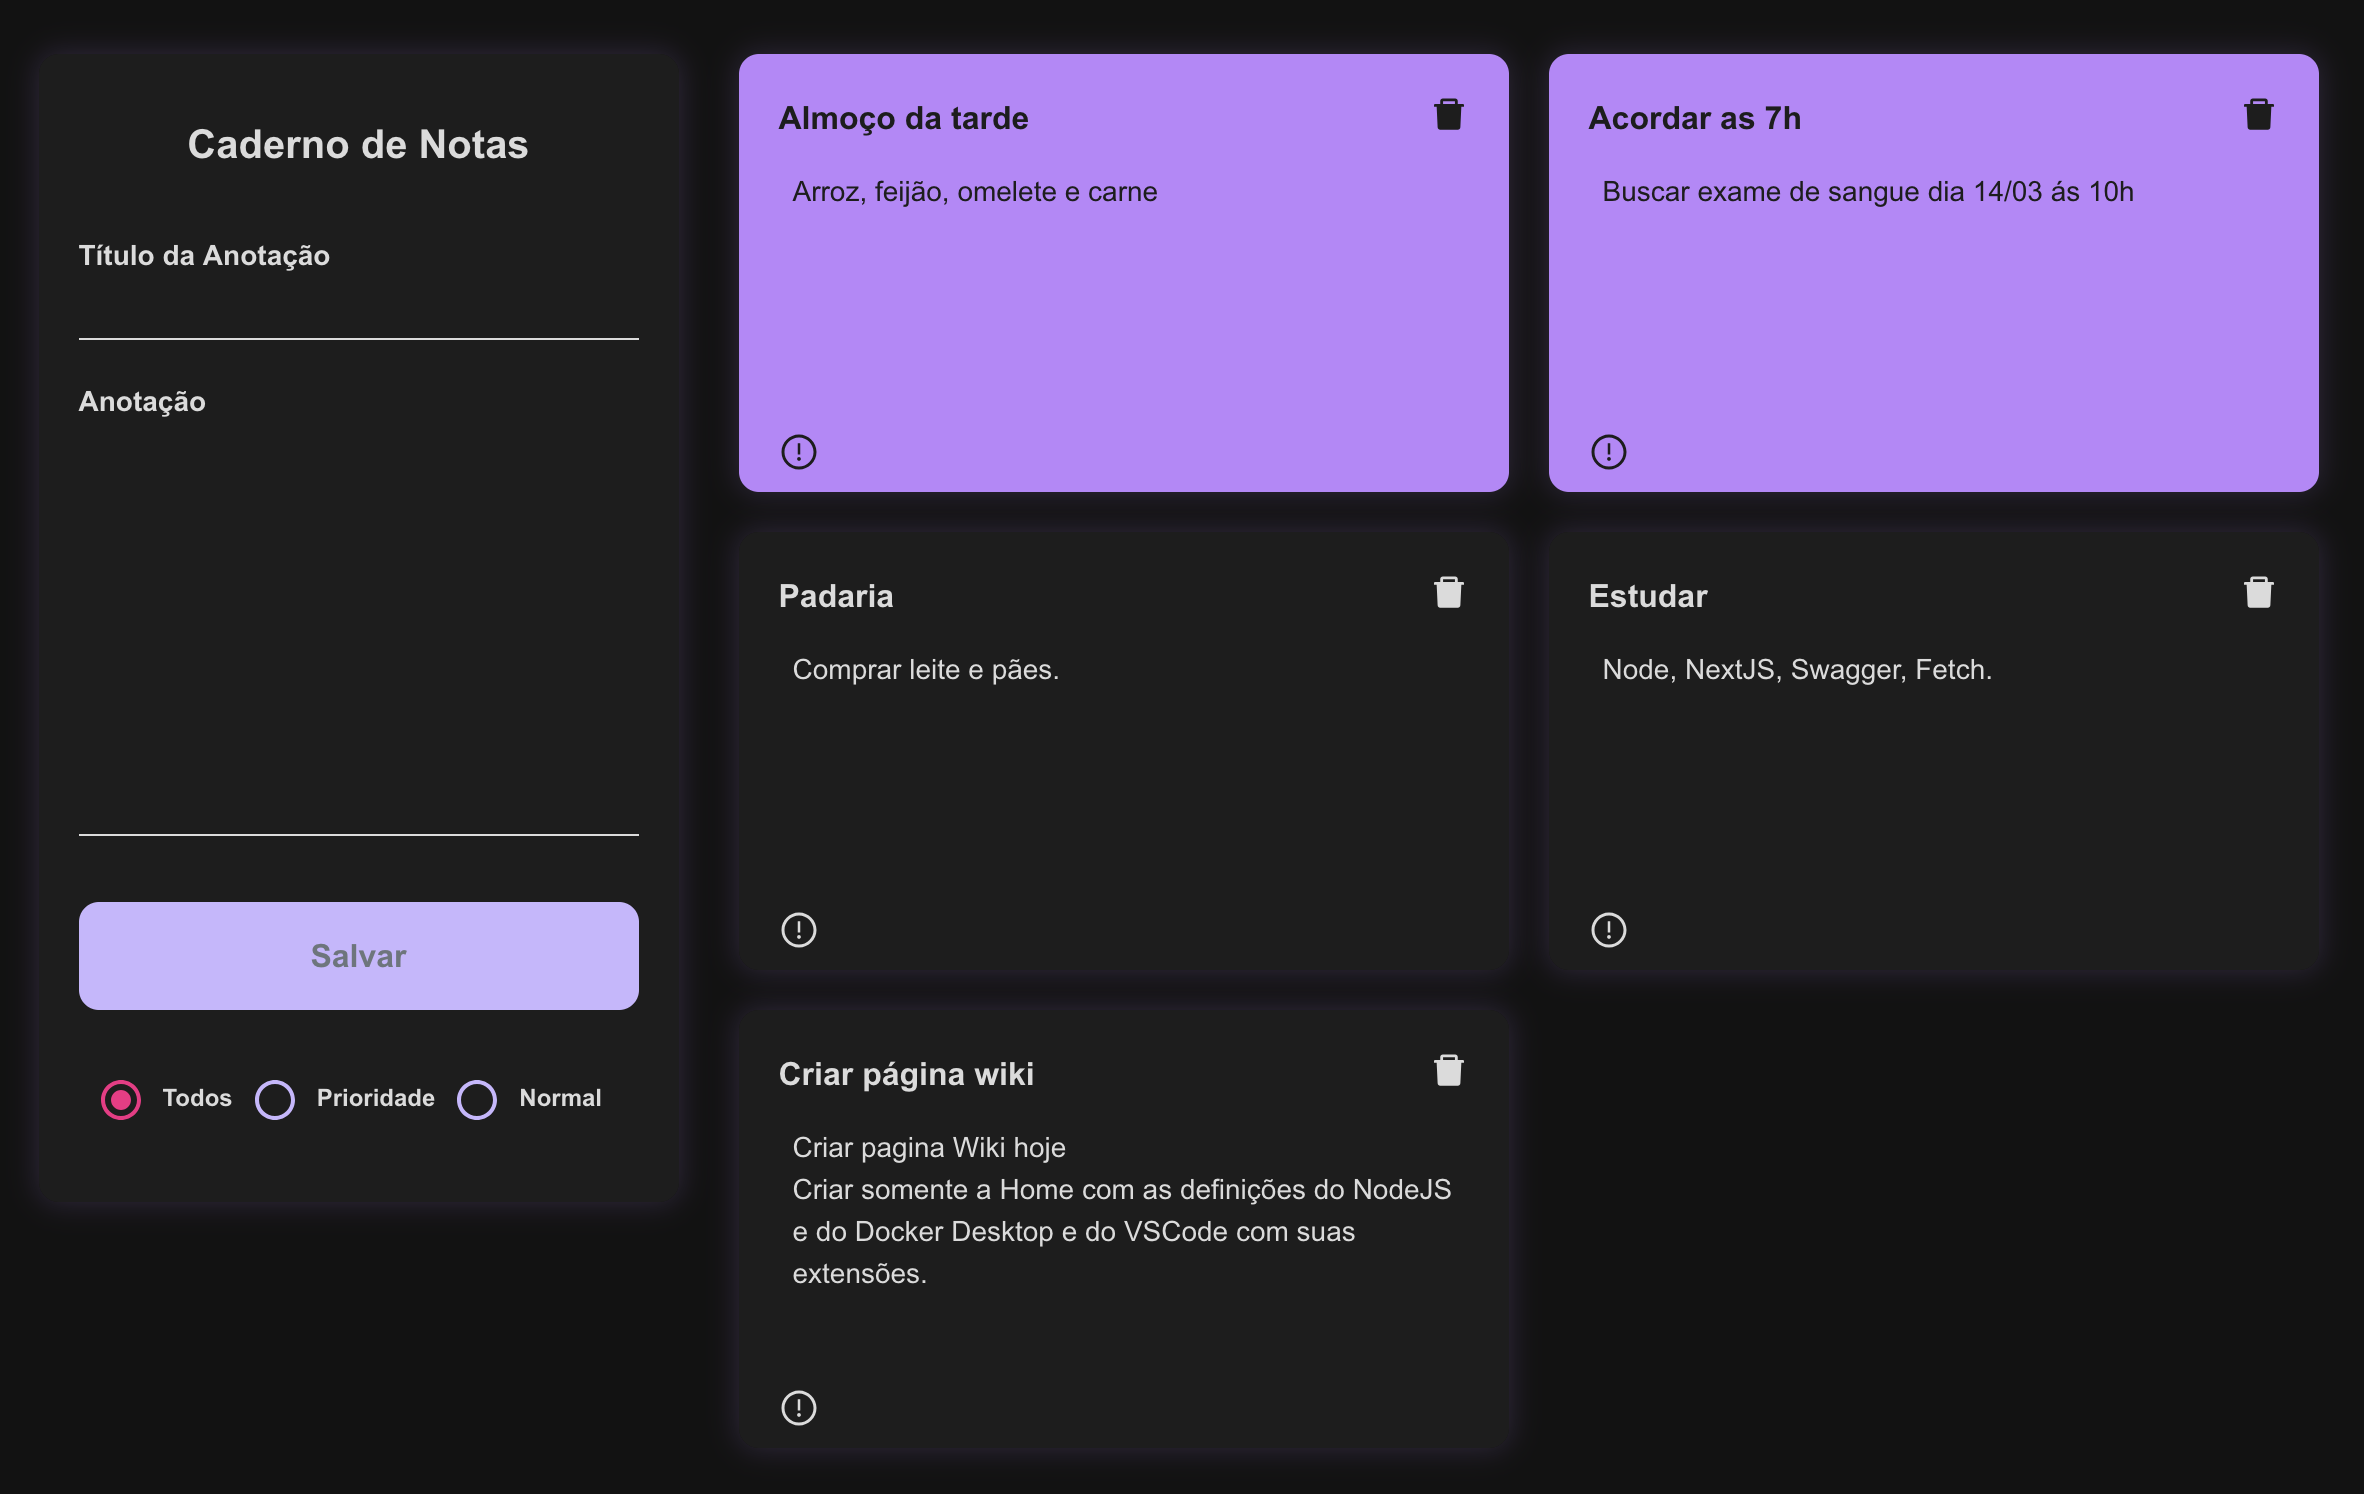 Caderno de Notas
Título da Anotação
Anotação
Salvar
Todos
Prioridade
Normal
Almoço da tarde
Arroz, feijão, omelete e carne
Acordar as 7h
Buscar exame de sangue dia 14/03 ás 10h
Padaria
Comprar leite e pães.
Estudar
Node, NextJS, Swagger, Fetch.
Criar página wiki
Criar pagina Wiki hoje
Criar somente a Home com as definições do NodeJS
e do Docker Desktop e do VSCode com suas
extensões.